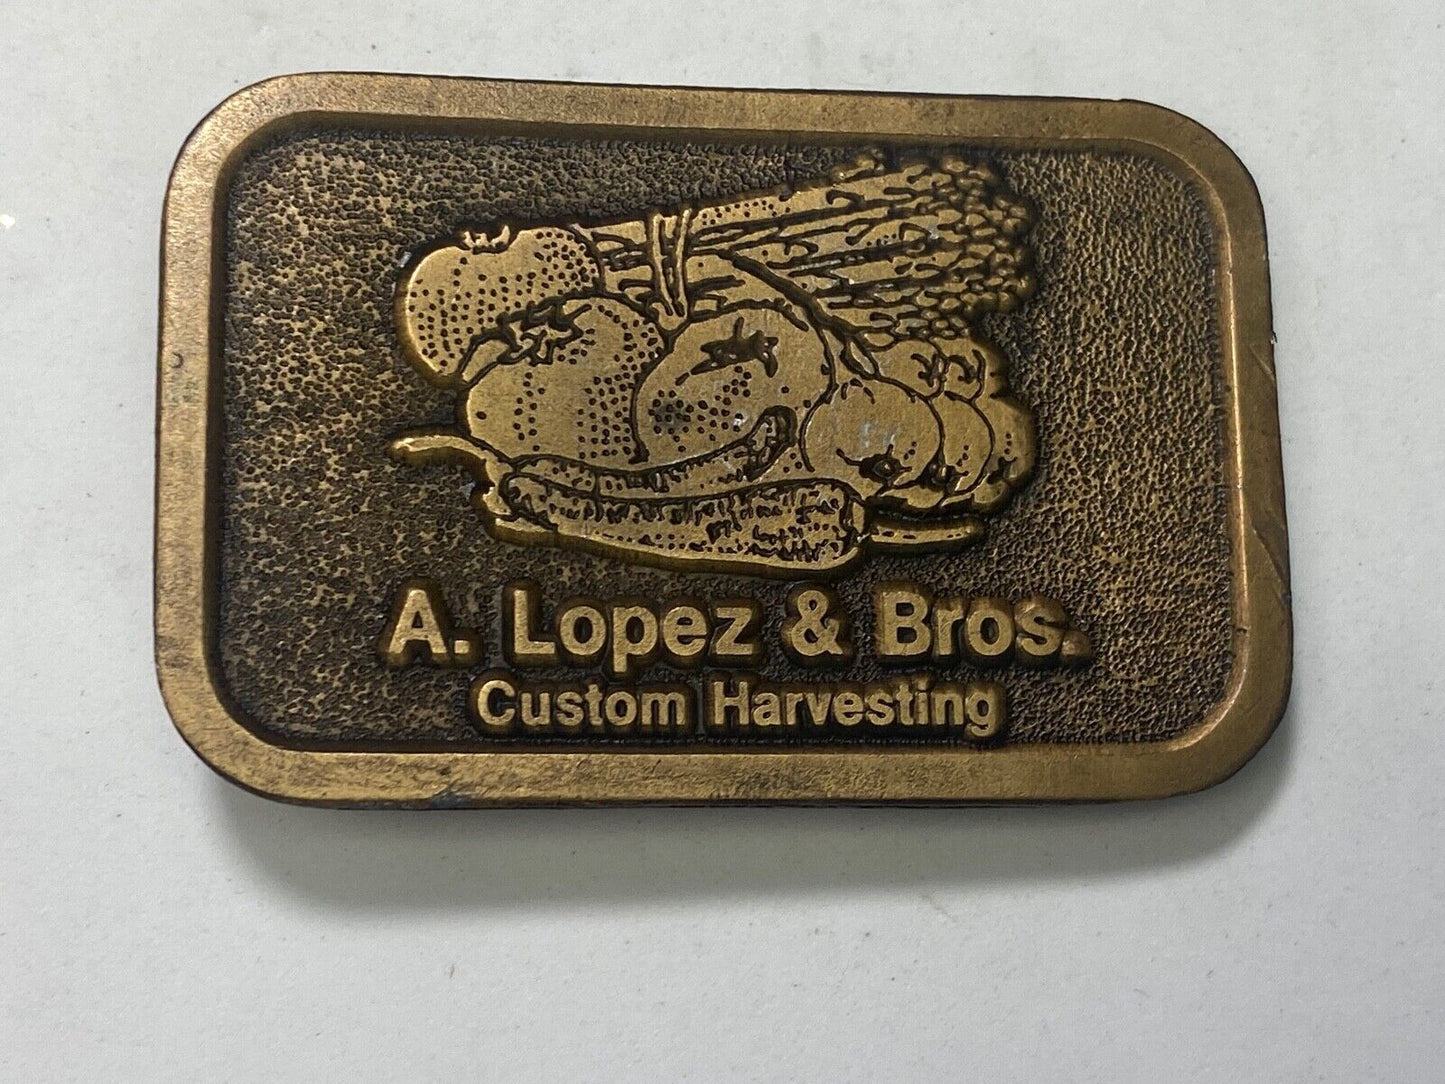 A. Lopez & Bros.
Custom Harvesting